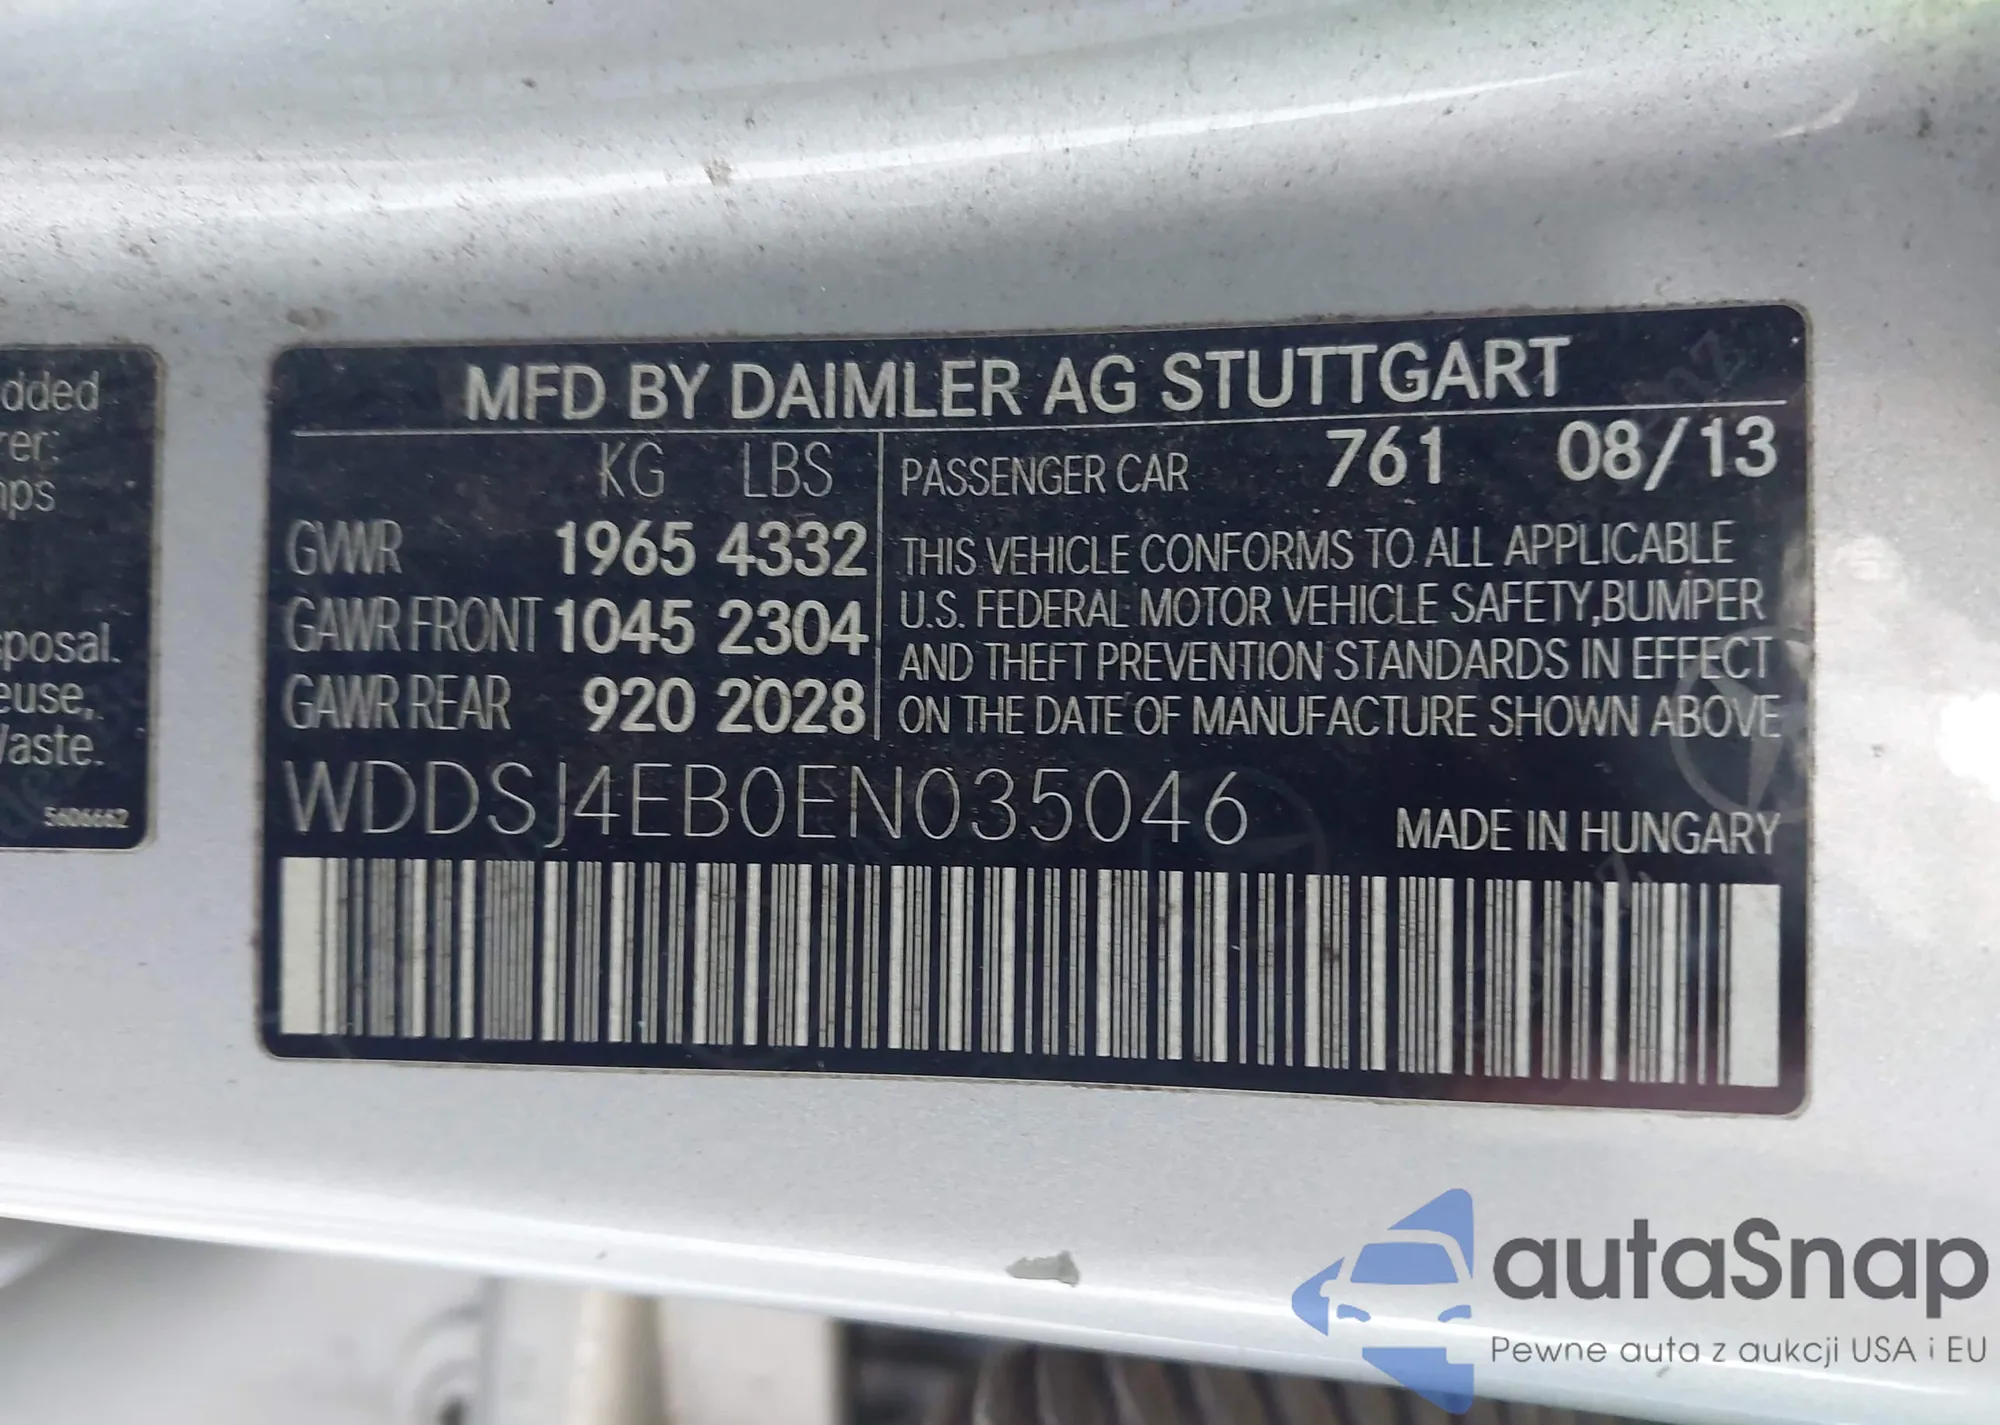 dded
rer:
mps
sposal.
euse,
Waste.
5606662
MFD BY DAIMLER AG STUTTGART
KG LBS
GVWR 1965 4332
GAWR FRONT 1045 2304
GAWR REAR 920 2028
PASSENGER CAR 761 08/13
THIS VEHICLE CONFORMS TO ALL APPLICABLE
U.S. FEDERAL MOTOR VEHICLE SAFETY,BUMPER
AND THEFT PREVENTION STANDARDS IN EFFECT
ON THE DATE OF MANUFACTURE SHOWN ABOVE
WDDSJ4EB0EN035046
MADE IN HUNGARY
autaSnap
Pewne auta z aukcji USA i EU